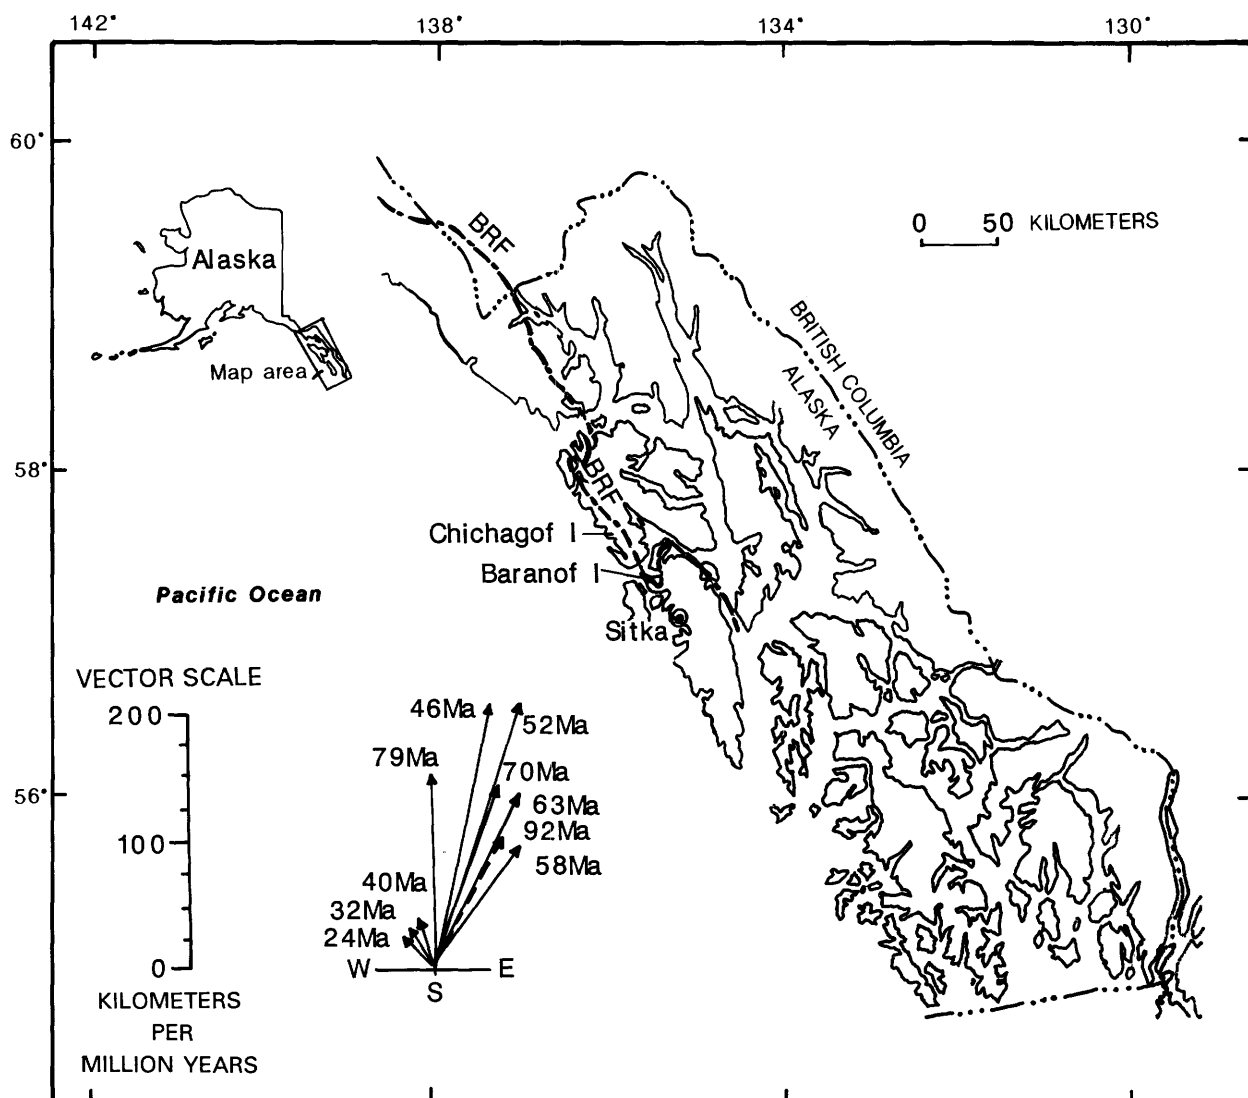 142°
138°
134°
130°
60°
58°
56°
BRF
0 50 KILOMETERS
Alaska
Map area
BRITISH COLUMBIA
ALASKA
BRF
Chichagof I
Baranof I
Pacific Ocean
Sitka
VECTOR SCALE
200
100
0
KILOMETERS
PER
MILLION YEARS
46Ma
52Ma
79Ma
70Ma
63Ma
92Ma
58Ma
40Ma
32Ma
24Ma
W
E
S